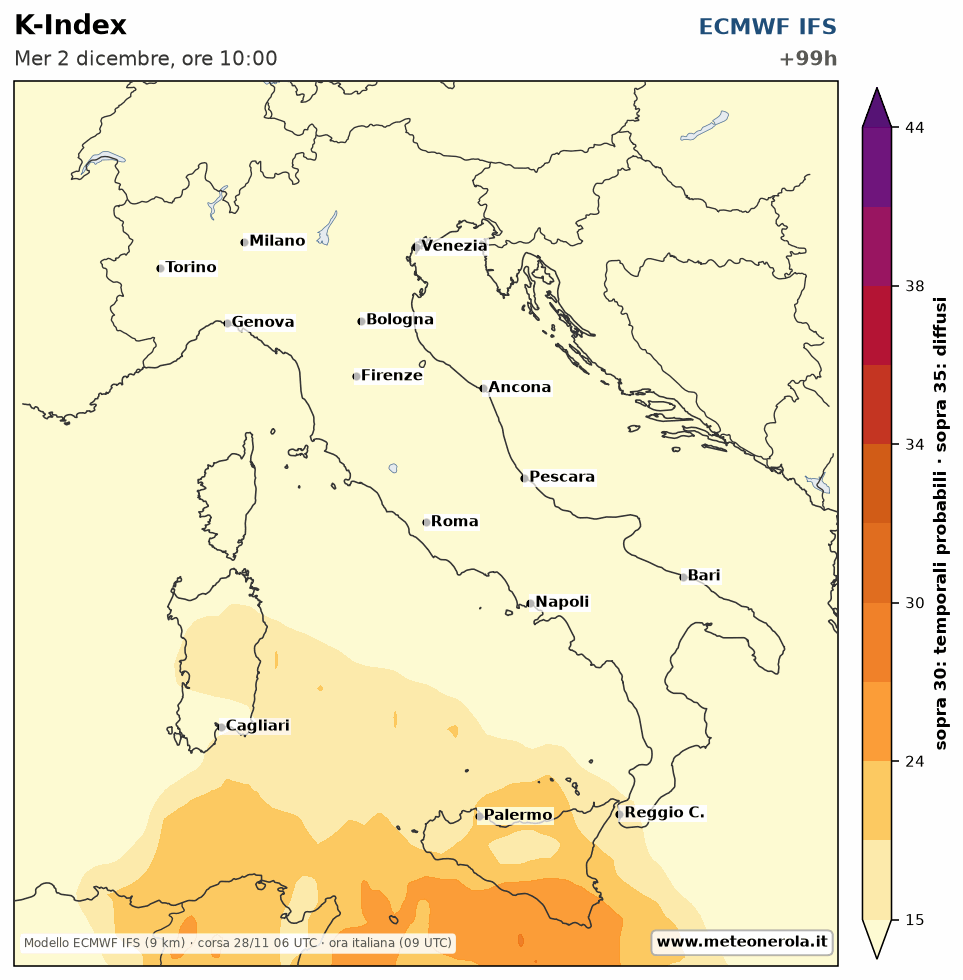 K-Index
ECMWF IFS
Mer 2 dicembre, ore 10:00
+99h
44
Milano
Venezia
Torino
38
Genova
Bologna
Firenze
Ancona
34
Pescara
Roma
Bari
30
Napoli
Cagliari
24
Palermo
Reggio C.
15
sopra 30: temporali probabili · sopra 35: diffusi
Modello ECMWF IFS (9 km) · corsa 28/11 06 UTC · ora italiana (09 UTC)
www.meteonerola.it